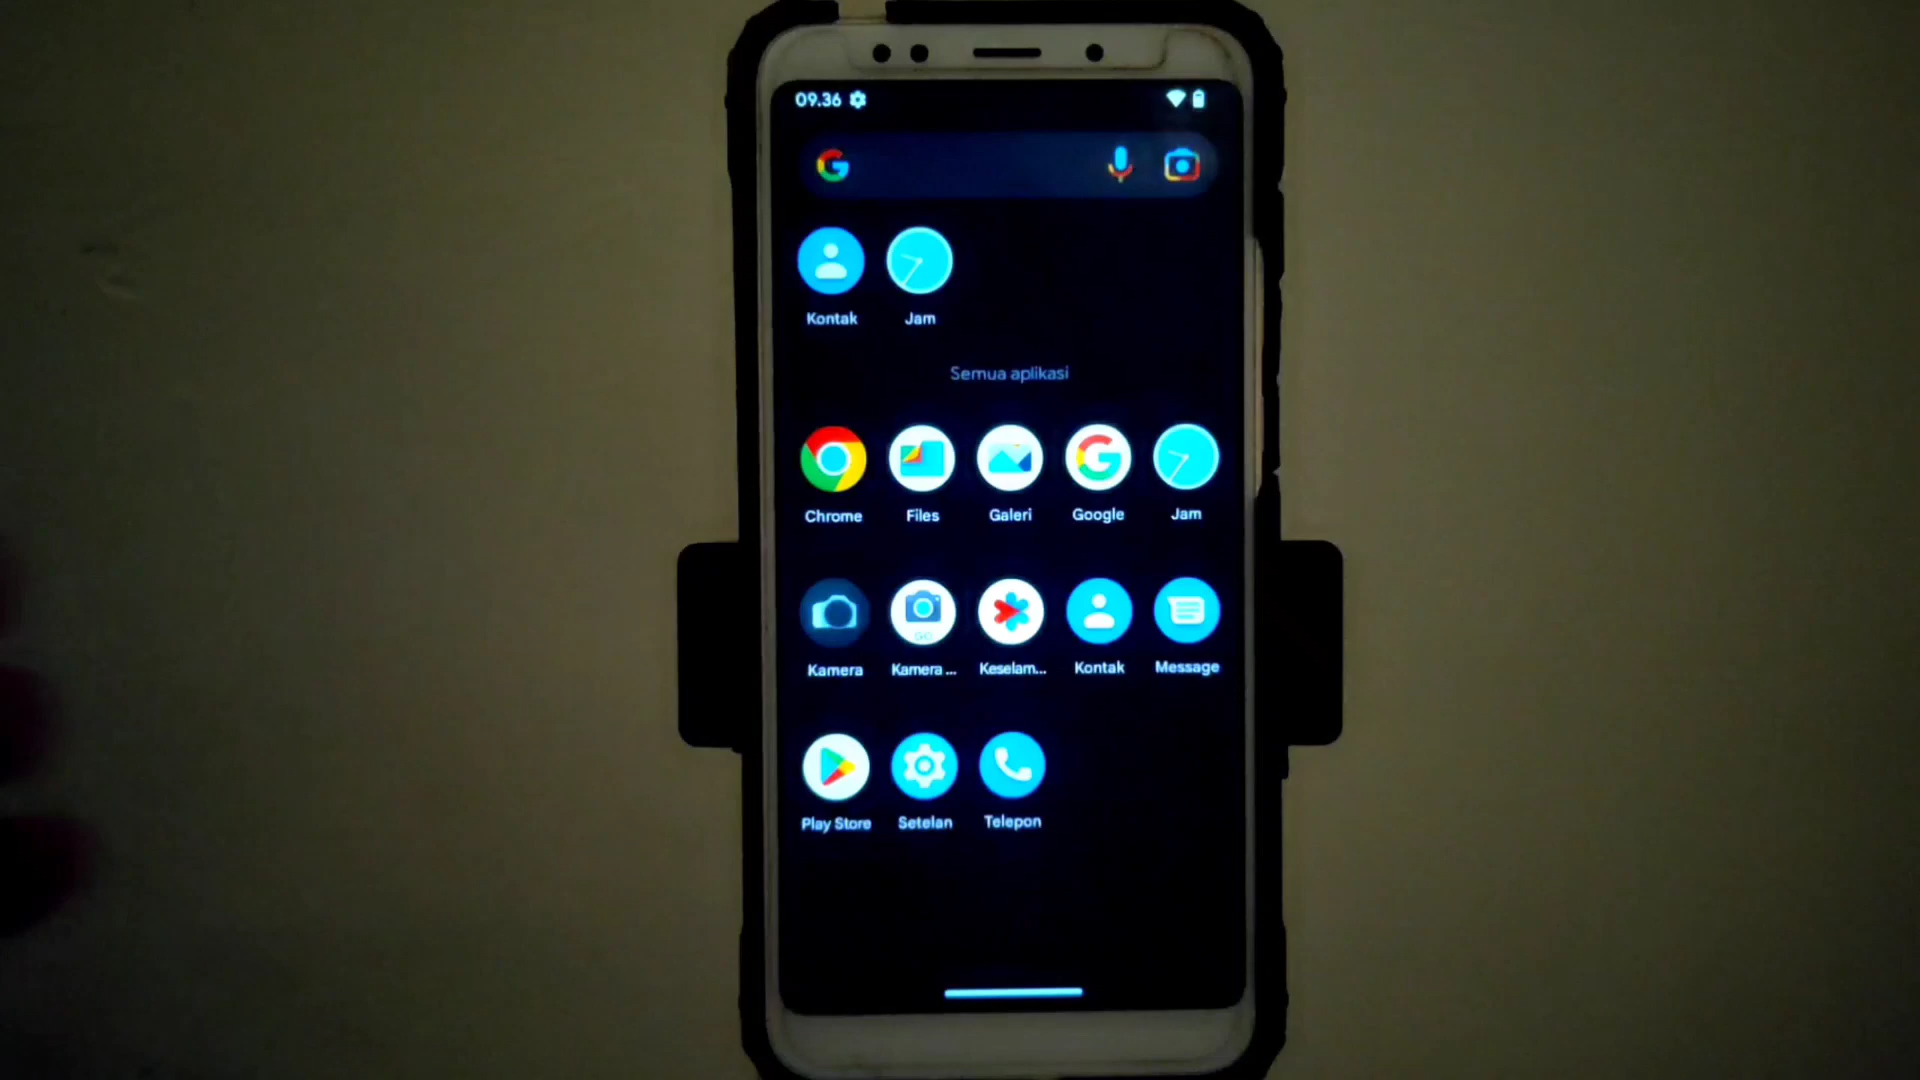 09.36
Kontak Jam
Semua aplikasi
Chrome Files Galeri Google Jam
Kamera Kamera ... Keselam... Kontak Message
GO
Play Store Setelan Telepon